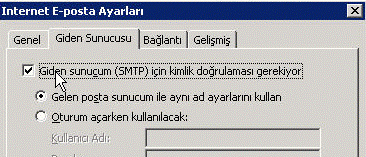 Internet E-posta Ayarları
Genel Giden Sunucusu Bağlantı Gelişmiş
Giden sunucum (SMTP) için kimlik doğrulaması gerekiyor
Gelen posta sunucum ile aynı ad ayarlarını kullan
Oturum açarken kullanılacak:
Kullanıcı Adı: